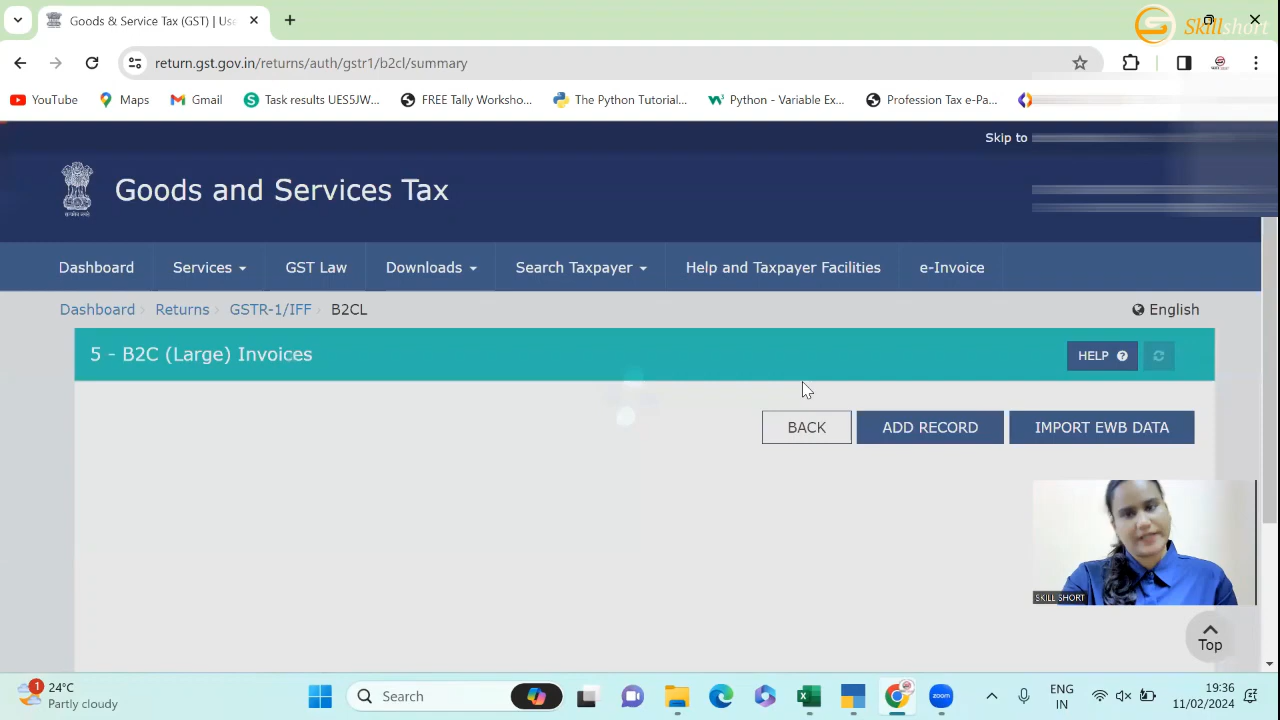 Goods & Service Tax (GST) | Use
Skillshort
return.gst.gov.in/returns/auth/gstr1/b2cl/summary
YouTube Maps Gmail Task results UES5JW... FREE Tally Worksho... The Python Tutorial... Python - Variable Ex... Profession Tax e-Pa...
Skip to
Goods and Services Tax
Dashboard Services GST Law Downloads Search Taxpayer Help and Taxpayer Facilities e-Invoice
Dashboard Returns GSTR-1/IFF B2CL English
5 - B2C (Large) Invoices HELP
BACK ADD RECORD IMPORT EWB DATA
SKILL SHORT
Top
1 24°C
Partly cloudy
Search
zoom
ENG
IN
19:36
11/02/2024